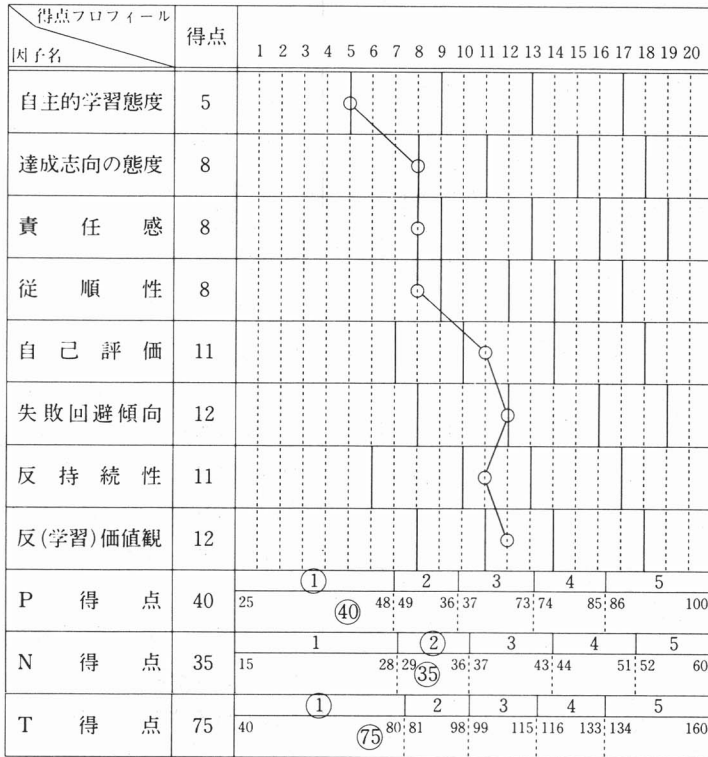 得点プロフィール
因子名
得点
1 2 3 4 5 6 7 8 9 10 11 12 13 14 15 16 17 18 19 20
自主的学習態度 5
達成志向の態度 8
責任感 8
従順性 8
自己評価 11
失敗回避傾向 12
反持続性 11
反(学習)価値観 12
P得点 40
① 2 3 4 5
25 48 49 36 37 73 74 85 86 100
㊵
N得点 35
1 ② 3 4 5
15 28 29 36 37 43 44 51 52 60
㉟
T得点 75
① 2 3 4 5
40 80 81 98 99 115 116 133 134 160
75